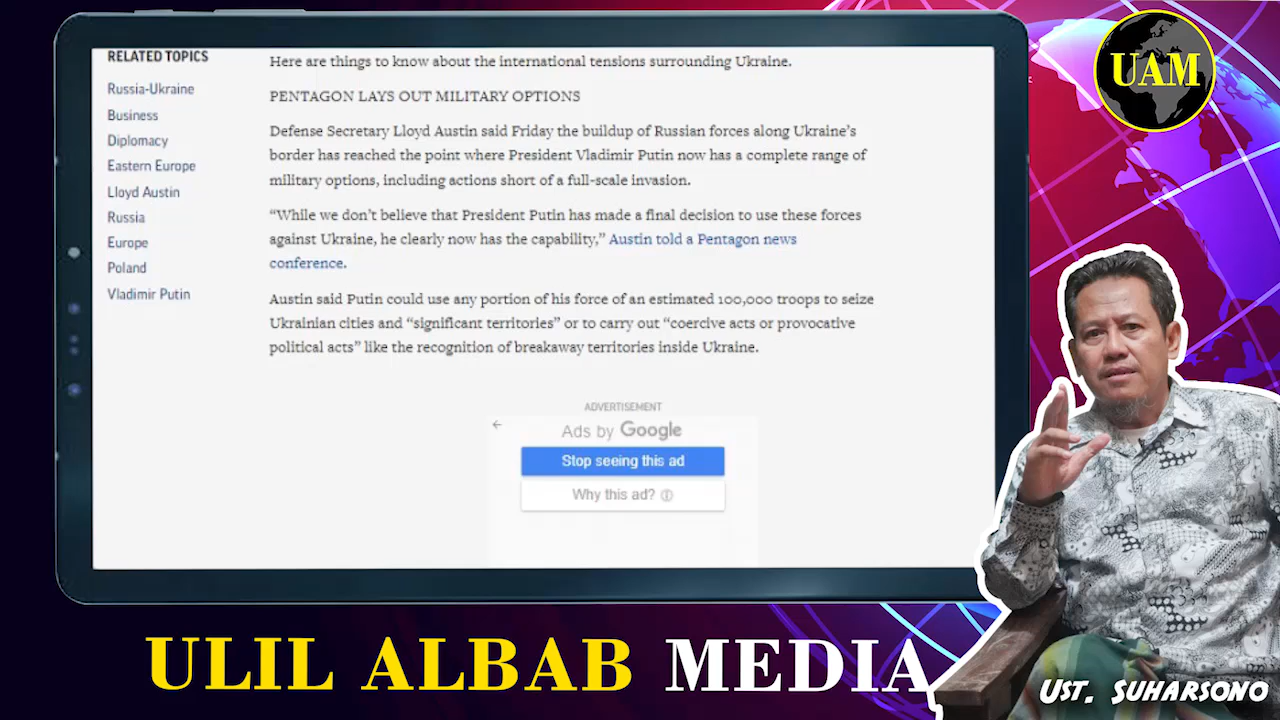 RELATED TOPICS
Russia-Ukraine
Business
Diplomacy
Eastern Europe
Lloyd Austin
Russia
Europe
Poland
Vladimir Putin
Here are things to know about the international tensions surrounding Ukraine.
PENTAGON LAYS OUT MILITARY OPTIONS
Defense Secretary Lloyd Austin said Friday the buildup of Russian forces along Ukraine’s
border has reached the point where President Vladimir Putin now has a complete range of
military options, including actions short of a full-scale invasion.
“While we don’t believe that President Putin has made a final decision to use these forces
against Ukraine, he clearly now has the capability,” Austin told a Pentagon news
conference.
Austin said Putin could use any portion of his force of an estimated 100,000 troops to seize
Ukrainian cities and “significant territories” or to carry out “coercive acts or provocative
political acts” like the recognition of breakaway territories inside Ukraine.
ADVERTISEMENT
Ads by Google
Stop seeing this ad
Why this ad?
UAM
ULIL ALBAB MEDIA
UST. SUHARSONO